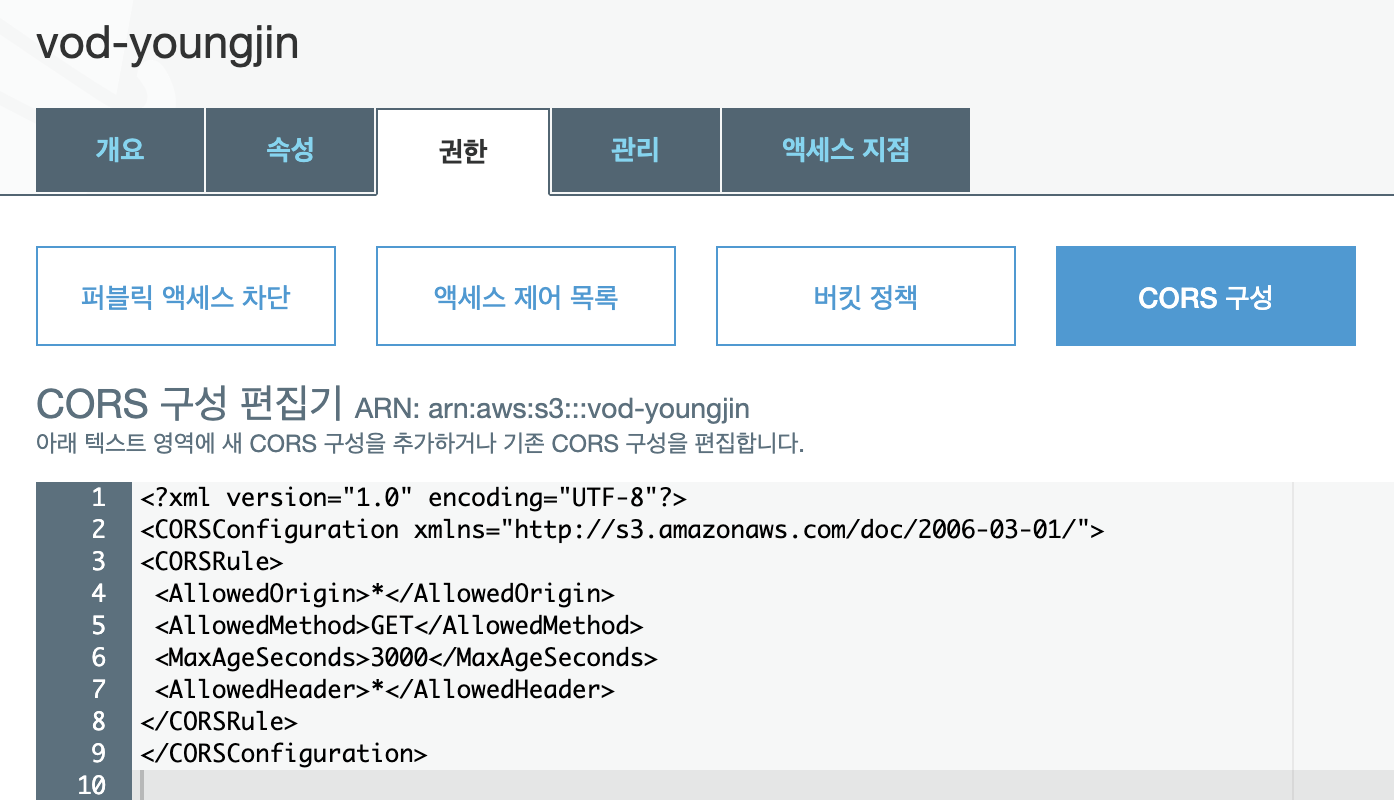 vod-youngjin
개요 속성 권한 관리 액세스 지점
퍼블릭 액세스 차단 액세스 제어 목록 버킷 정책 CORS 구성
CORS 구성 편집기 ARN: arn:aws:s3:::vod-youngjin
아래 텍스트 영역에 새 CORS 구성을 추가하거나 기존 CORS 구성을 편집합니다.
1 <?xml version="1.0" encoding="UTF-8"?>
2 <CORSConfiguration xmlns="http://s3.amazonaws.com/doc/2006-03-01/">
3 <CORSRule>
4 <AllowedOrigin>*</AllowedOrigin>
5 <AllowedMethod>GET</AllowedMethod>
6 <MaxAgeSeconds>3000</MaxAgeSeconds>
7 <AllowedHeader>*</AllowedHeader>
8 </CORSRule>
9 </CORSConfiguration>
10